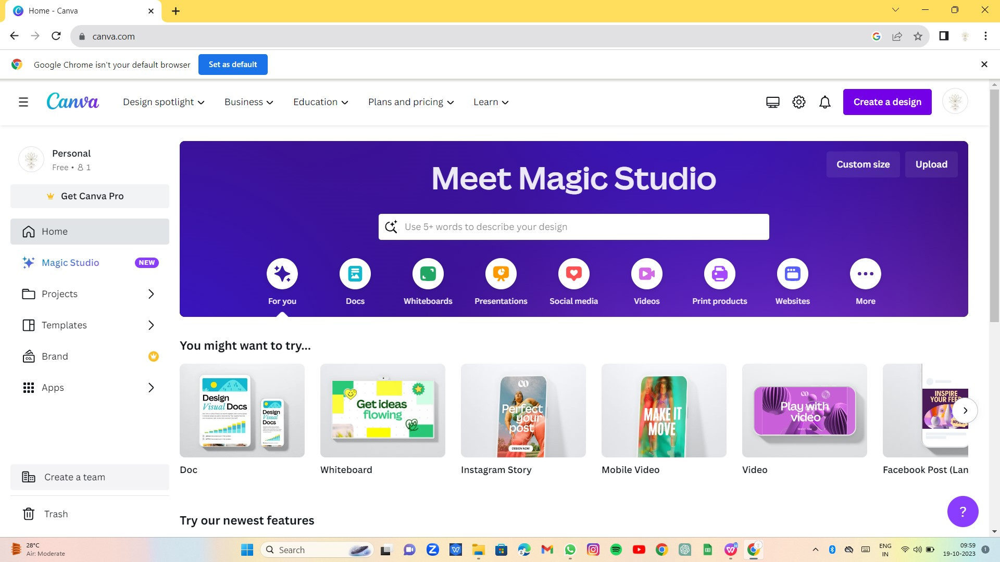 Home - Canva
canva.com
Google Chrome isn't your default browser
Set as default
Canva
Design spotlight
Business
Education
Plans and pricing
Learn
Create a design
Personal
Free • 1
Get Canva Pro
Home
Magic Studio
NEW
Projects
Templates
Brand
CO.
Apps
Create a team
Trash
Custom size
Upload
Meet Magic Studio
Use 5+ words to describe your design
For you
Docs
Whiteboards
Presentations
Social media
Videos
Print products
Websites
More
You might want to try...
Design
Visual Docs
Design
Visual
Docs
Get ideas
flowing
100
Perfect
your
post
DESIGN NOW
MAKE IT
MOVE
Play with
video
WATCH NOW
INSPIRE
YOUR FEED
Doc
Whiteboard
Instagram Story
Mobile Video
Video
Facebook Post (Lan
Try our newest features
?
28°C
Air: Moderate
Search
ENG
IN
09:59
19-10-2023
1